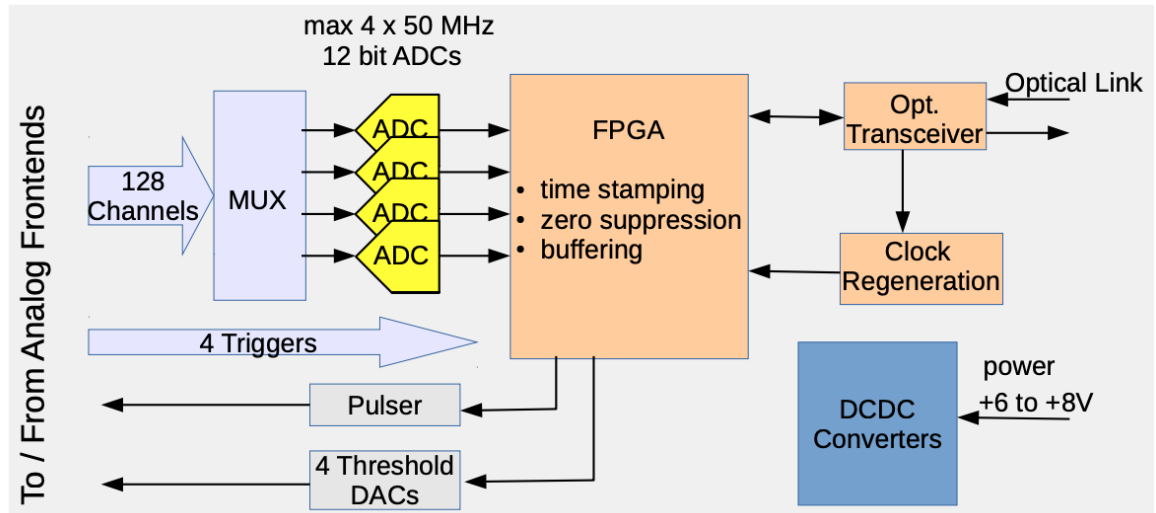 max 4 x 50 MHz
12 bit ADCs
To / From Analog Frontends
128
Channels
MUX
ADC
ADC
ADC
ADC
FPGA
• time stamping
• zero suppression
• buffering
Opt.
Transceiver
Optical Link
Clock
Regeneration
4 Triggers
Pulser
4 Threshold
DACs
DCDC
Converters
power
+6 to +8V